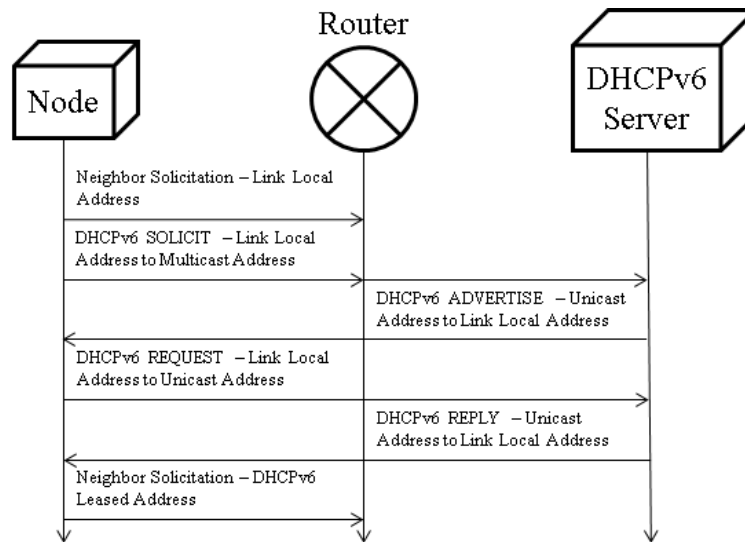 Router
Node
DHCPv6
Server
Neighbor Solicitation – Link Local
Address
DHCPv6 SOLICIT – Link Local
Address to Multicast Address
DHCPv6 ADVERTISE – Unicast
Address to Link Local Address
DHCPv6 REQUEST – Link Local
Address to Unicast Address
DHCPv6 REPLY – Unicast
Address to Link Local Address
Neighbor Solicitation – DHCPv6
Leased Address